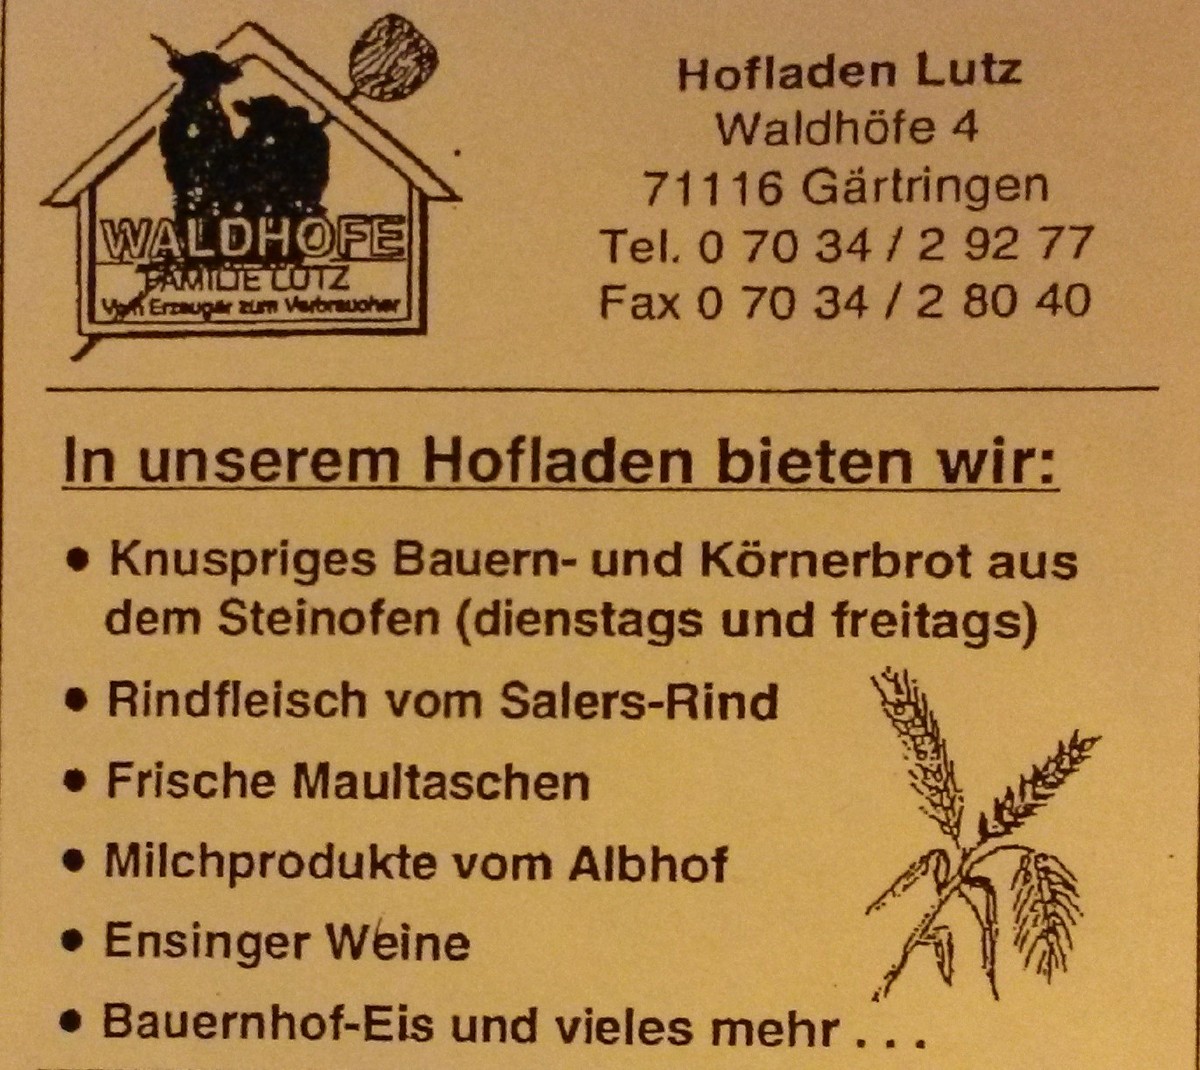 WALDHÖFE
FAMILIE LUTZ
Vom Erzeuger zum Verbraucher
Hofladen Lutz
Waldhöfe 4
71116 Gärtringen
Tel. 0 70 34 / 2 92 77
Fax 0 70 34 / 2 80 40
In unserem Hofladen bieten wir:
• Knuspriges Bauern- und Körnerbrot aus
dem Steinofen (dienstags und freitags)
• Rindfleisch vom Salers-Rind
• Frische Maultaschen
• Milchprodukte vom Albhof
• Ensinger Weine
• Bauernhof-Eis und vieles mehr . . .